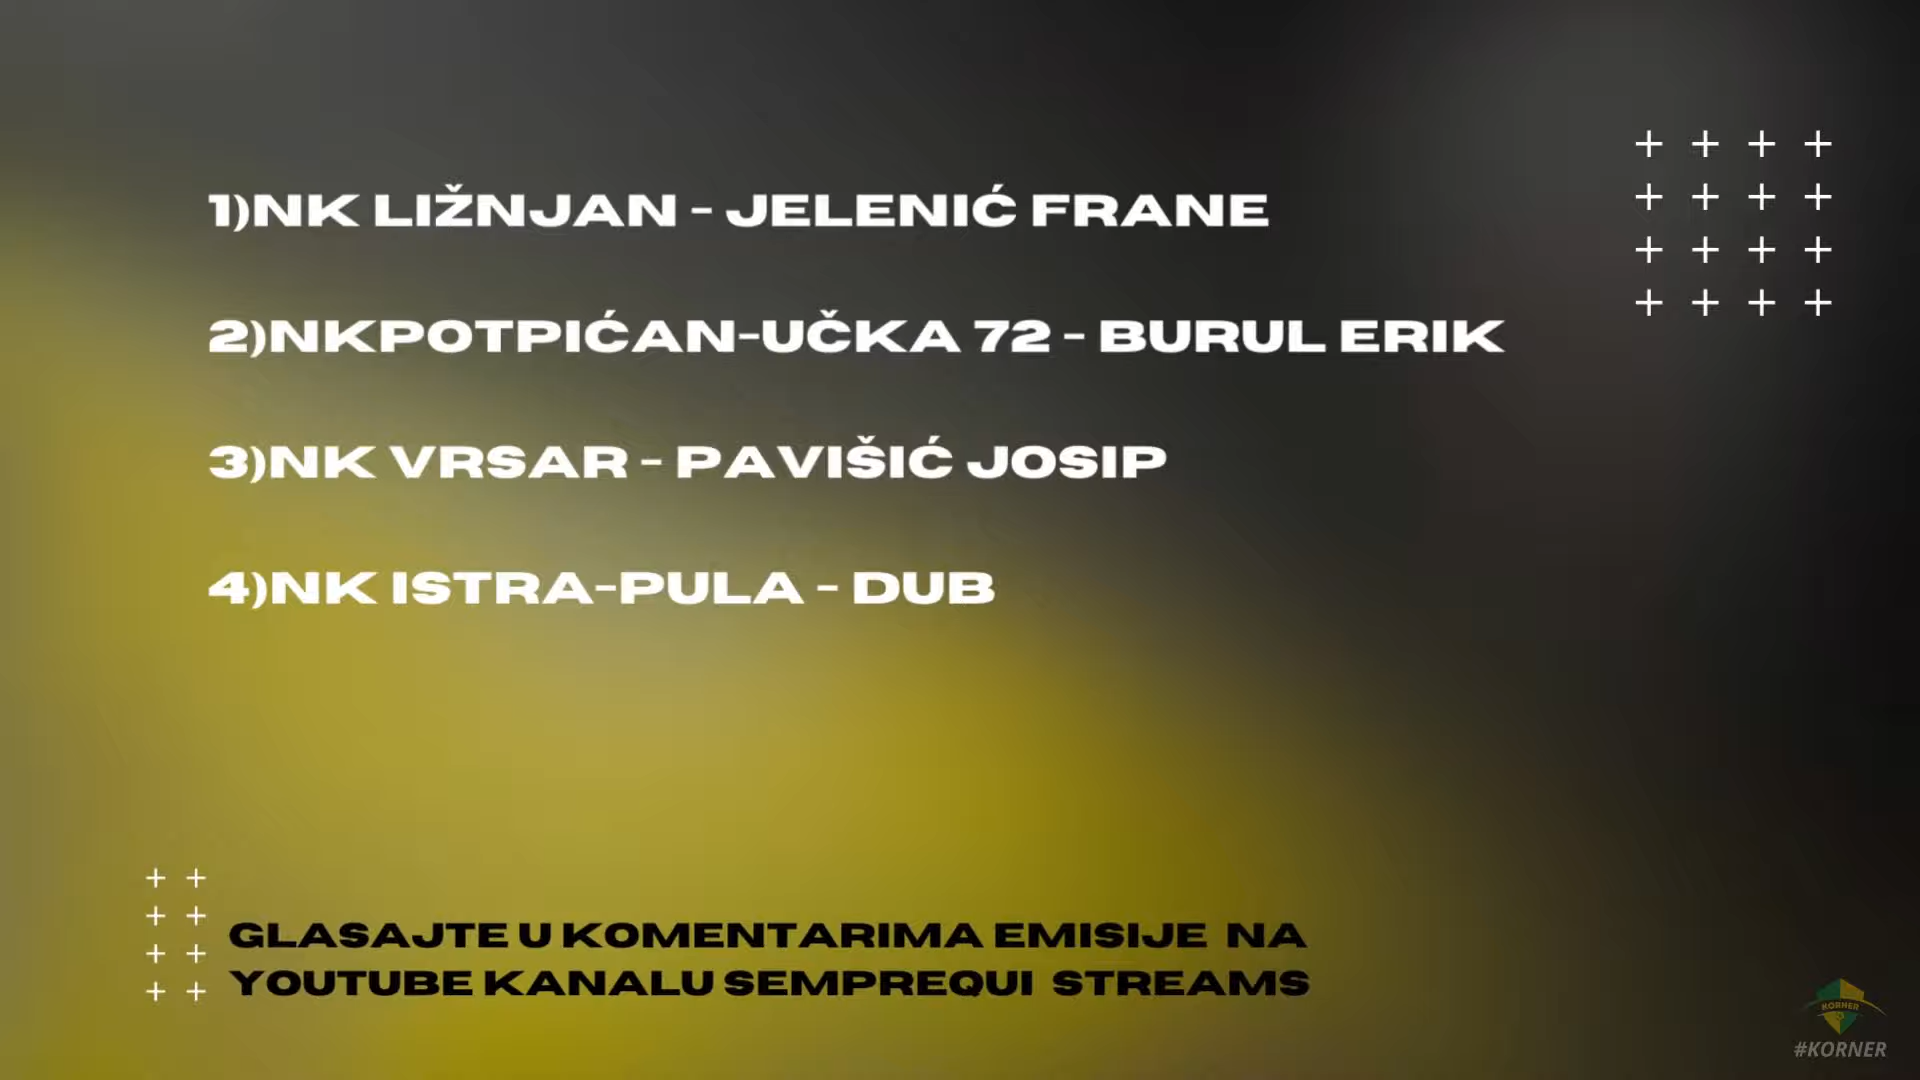 1)NK LIŽNJAN - JELENIĆ FRANE
2)NKPOTPIĆAN-UČKA 72 - BURUL ERIK
3)NK VRSAR - PAVIŠIĆ JOSIP
4)NK ISTRA-PULA - DUB
GLASAJTE U KOMENTARIMA EMISIJE NA
YOUTUBE KANALU SEMPREQUI STREAMS
KORNER
#KORNER